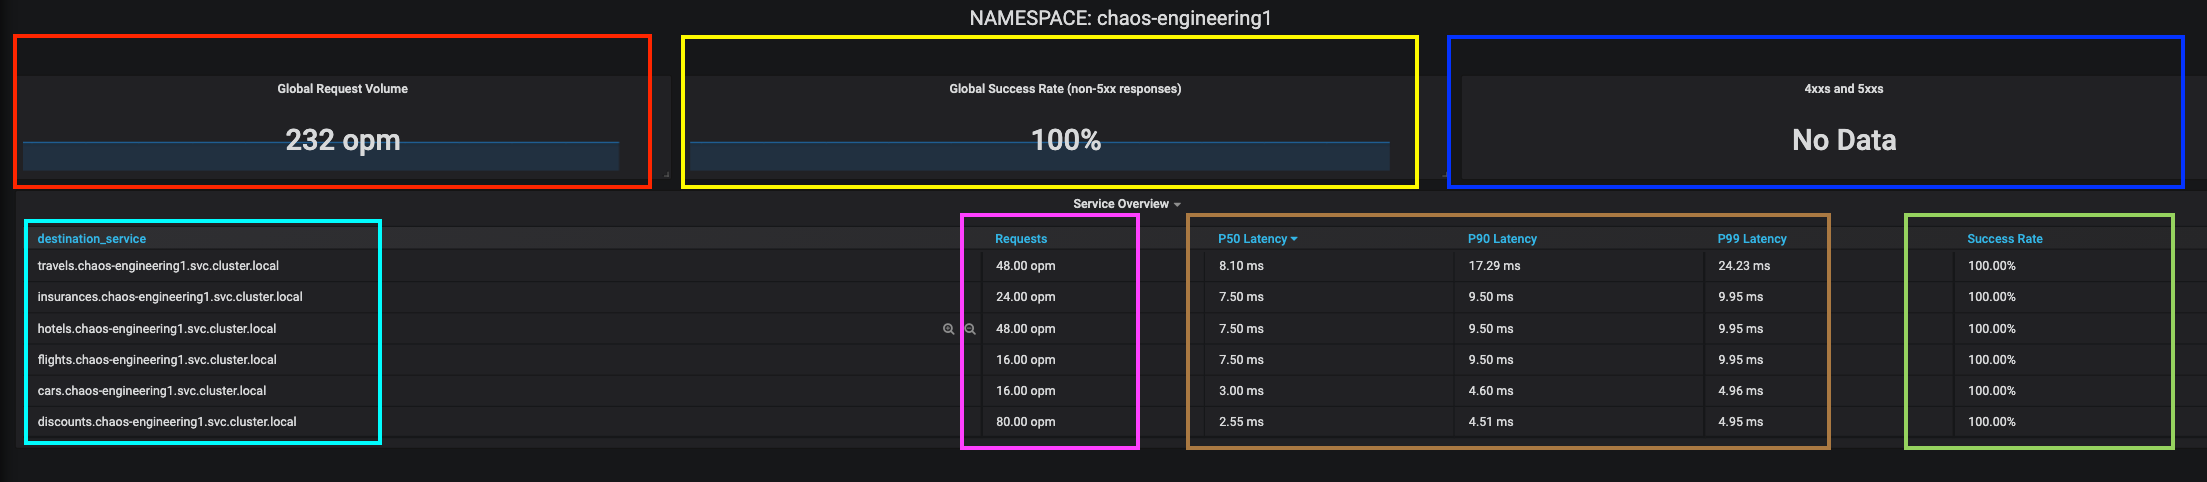 NAMESPACE: chaos-engineering1
Global Request Volume
232 opm
Global Success Rate (non-5xx responses)
100%
4xxs and 5xxs
No Data
Service Overview
destination_service Requests P50 Latency P90 Latency P99 Latency Success Rate
travels.chaos-engineering1.svc.cluster.local 48.00 opm 8.10 ms 17.29 ms 24.23 ms 100.00%
insurances.chaos-engineering1.svc.cluster.local 24.00 opm 7.50 ms 9.50 ms 9.95 ms 100.00%
hotels.chaos-engineering1.svc.cluster.local 48.00 opm 7.50 ms 9.50 ms 9.95 ms 100.00%
flights.chaos-engineering1.svc.cluster.local 16.00 opm 7.50 ms 9.50 ms 9.95 ms 100.00%
cars.chaos-engineering1.svc.cluster.local 16.00 opm 3.00 ms 4.60 ms 4.96 ms 100.00%
discounts.chaos-engineering1.svc.cluster.local 80.00 opm 2.55 ms 4.51 ms 4.95 ms 100.00%